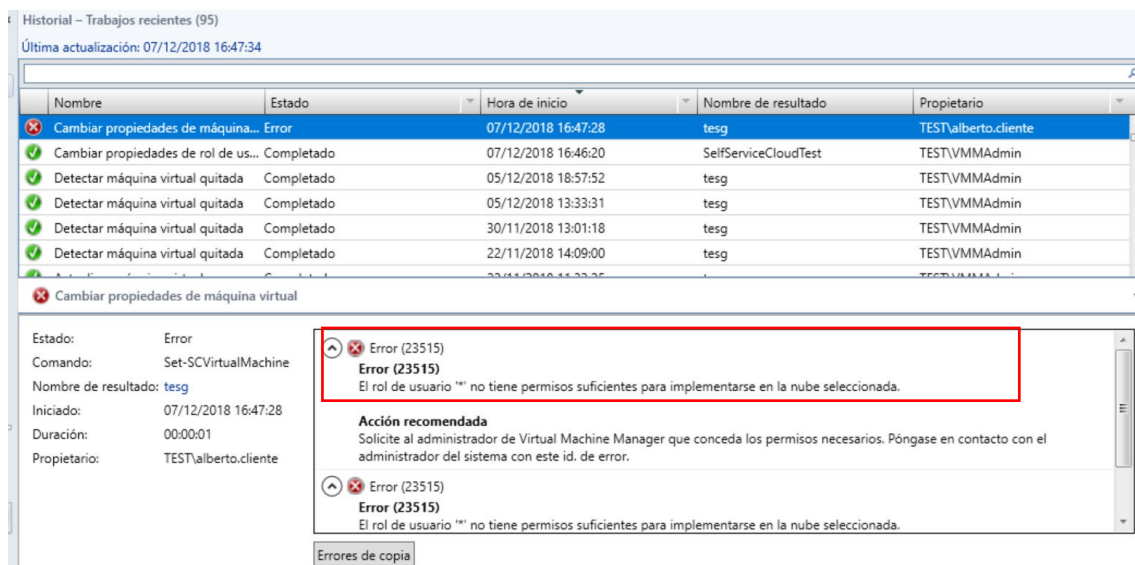 Historial – Trabajos recientes (95)
Última actualización: 07/12/2018 16:47:34
Nombre Estado Hora de inicio Nombre de resultado Propietario
Cambiar propiedades de máquina... Error 07/12/2018 16:47:28 tesg TEST\alberto.cliente
Cambiar propiedades de rol de us... Completado 07/12/2018 16:46:20 SelfServiceCloudTest TEST\VMMAdmin
Detectar máquina virtual quitada Completado 05/12/2018 18:57:52 tesg TEST\VMMAdmin
Detectar máquina virtual quitada Completado 05/12/2018 13:33:31 tesg TEST\VMMAdmin
Detectar máquina virtual quitada Completado 30/11/2018 13:01:18 tesg TEST\VMMAdmin
Detectar máquina virtual quitada Completado 22/11/2018 14:09:00 tesg TEST\VMMAdmin
Cambiar propiedades de máquina virtual
Estado: Error
Comando: Set-SCVirtualMachine
Nombre de resultado: tesg
Iniciado: 07/12/2018 16:47:28
Duración: 00:00:01
Propietario: TEST\alberto.cliente
Error (23515)
Error (23515)
El rol de usuario '*' no tiene permisos suficientes para implementarse en la nube seleccionada.
Acción recomendada
Solicite al administrador de Virtual Machine Manager que conceda los permisos necesarios. Póngase en contacto con el
administrador del sistema con este id. de error.
Error (23515)
Error (23515)
El rol de usuario '*' no tiene permisos suficientes para implementarse en la nube seleccionada.
Errores de copia